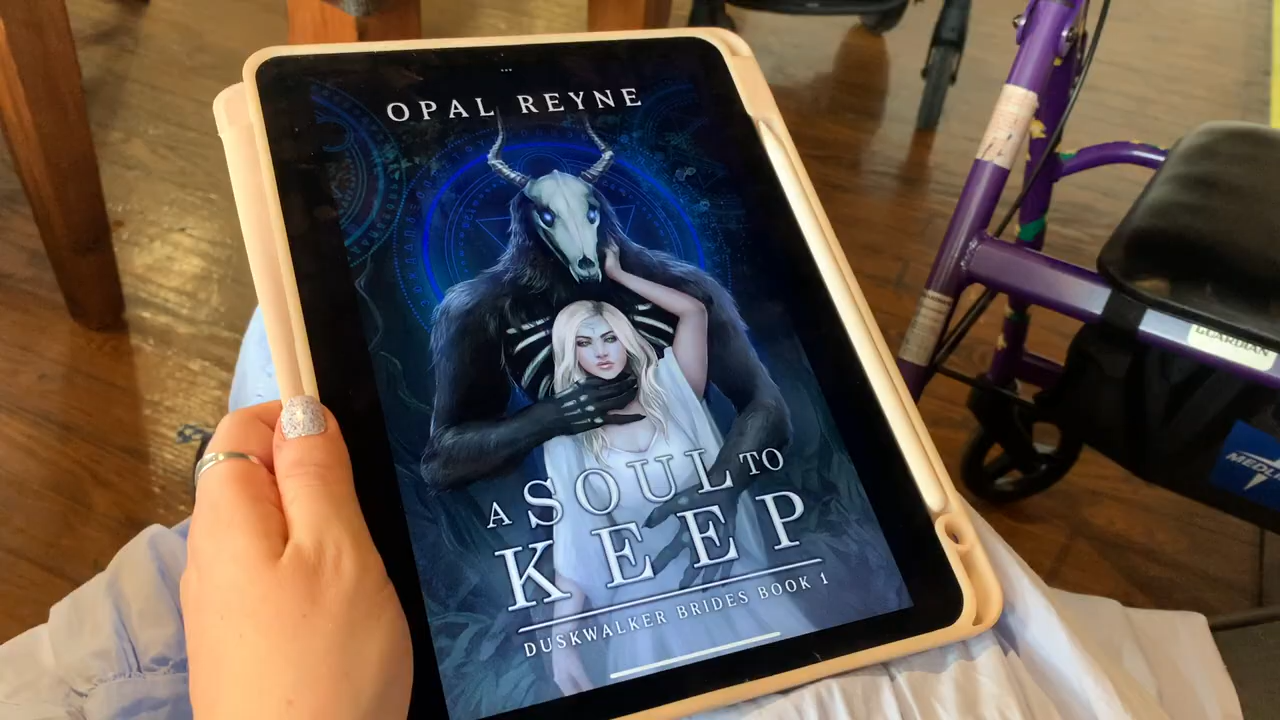 OPAL REYNE
A SOUL TO
KEEP
DUSKWALKER BRIDES BOOK 1
GUARDIAN